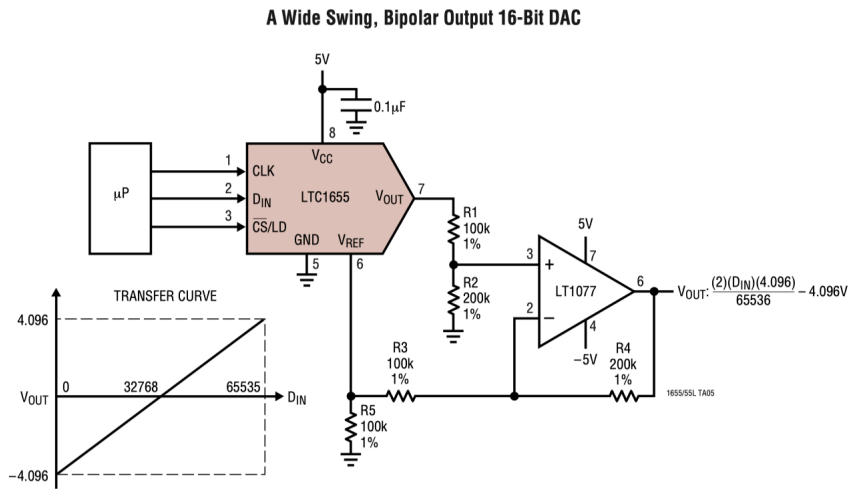 A Wide Swing, Bipolar Output 16-Bit DAC
5V
0.1µF
8
VCC
µP
1
CLK
2
DIN
3
C̅S̅/LD
LTC1655
VOUT
7
GND
VREF
5
6
R1
100k
1%
R2
200k
1%
5V
3
+
7
LT1077
6
2
−
4
−5V
VOUT: (2)(DIN)(4.096)
65536
− 4.096V
R3
100k
1%
R4
200k
1%
R5
100k
1%
1655/55L TA05
TRANSFER CURVE
4.096
VOUT
0
32768
65535
DIN
−4.096